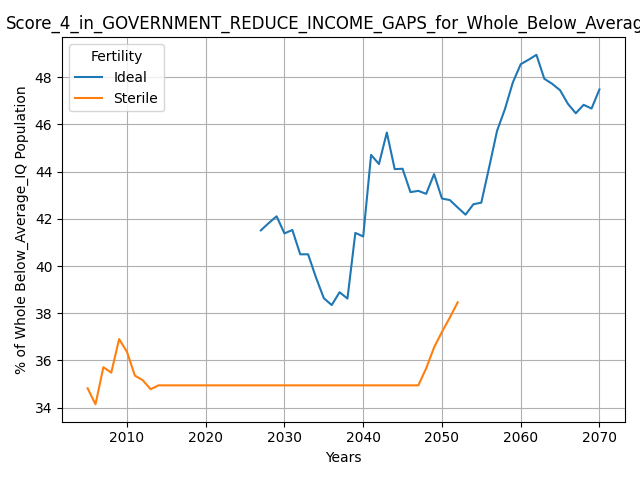 Score_4_in_GOVERNMENT_REDUCE_INCOME_GAPS_for_Whole_Below_Averag
Fertility
Ideal
Sterile
% of Whole Below_Average_IQ Population
48
46
44
42
40
38
36
34
2010 2020 2030 2040 2050 2060 2070
Years